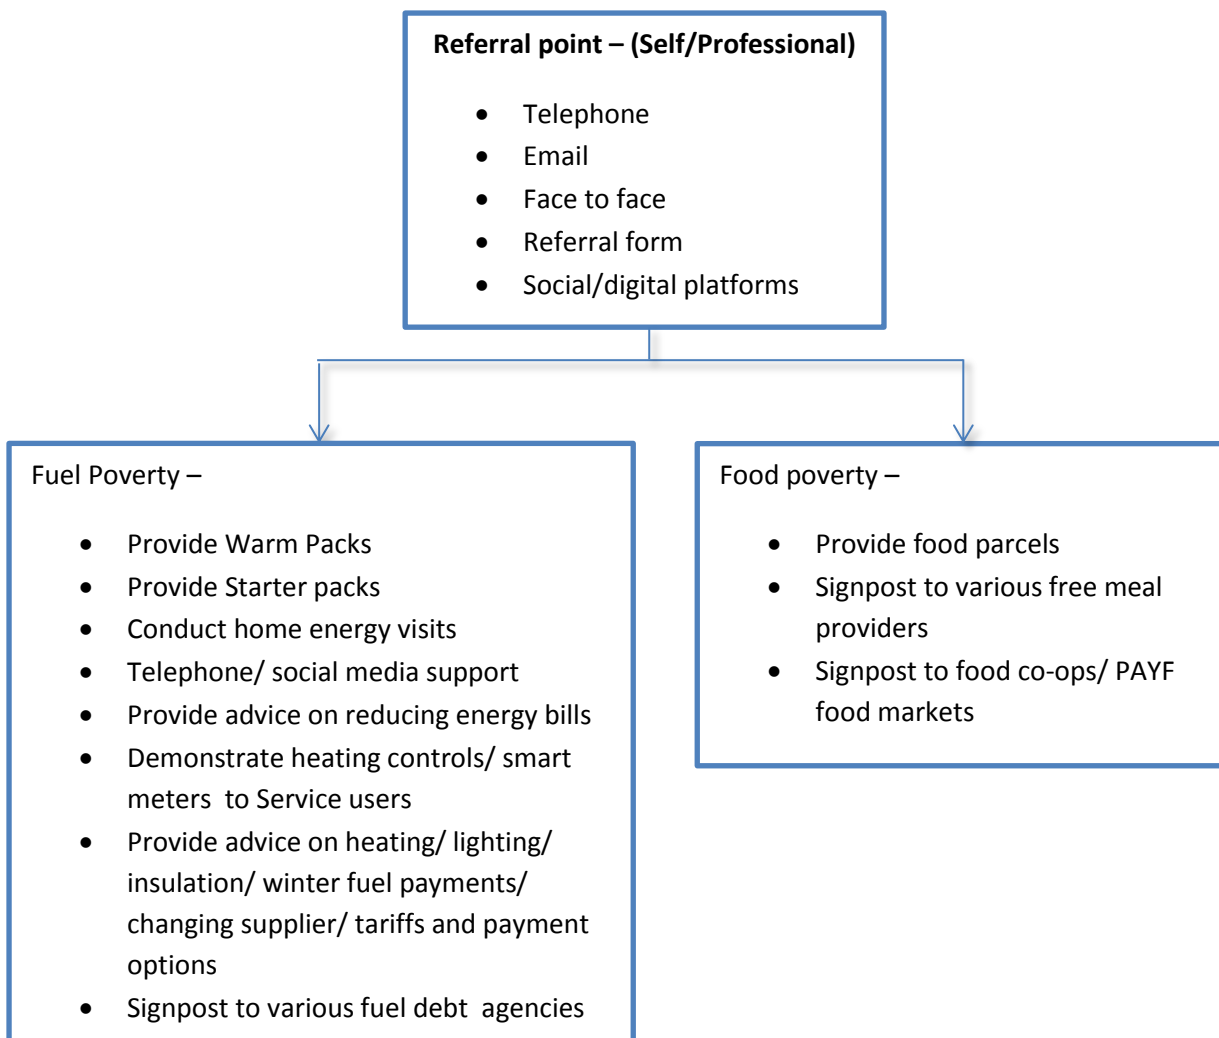 Referral point – (Self/Professional)
• Telephone
• Email
• Face to face
• Referral form
• Social/digital platforms
Fuel Poverty –
• Provide Warm Packs
• Provide Starter packs
• Conduct home energy visits
• Telephone/ social media support
• Provide advice on reducing energy bills
• Demonstrate heating controls/ smart
meters  to Service users
• Provide advice on heating/ lighting/
insulation/ winter fuel payments/
changing supplier/ tariffs and payment
options
• Signpost to various fuel debt  agencies
Food poverty –
• Provide food parcels
• Signpost to various free meal
providers
• Signpost to food co-ops/ PAYF
food markets